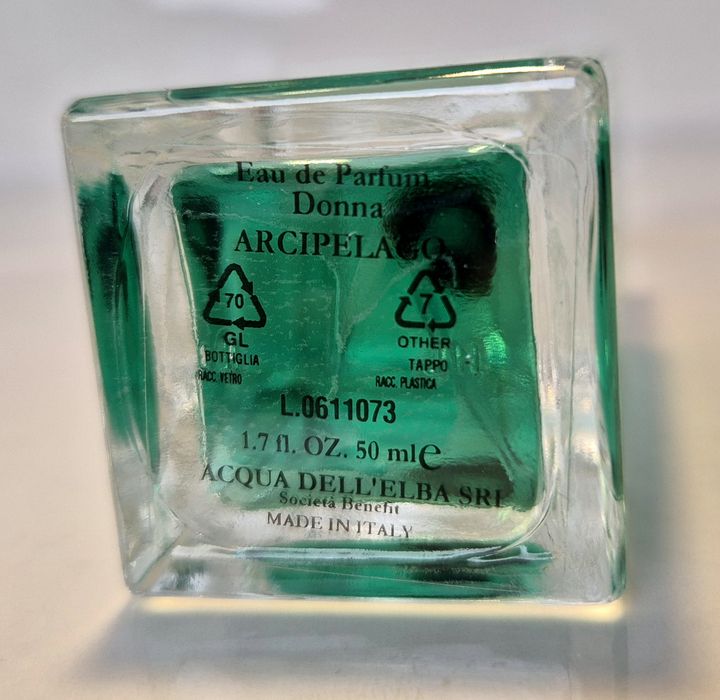 Eau de Parfum
Donna
ARCIPELAGO
70 7
GL OTHER
BOTTIGLIA TAPPO
RACC. VETRO RACC. PLASTICA
L.0611073
1.7 fl. OZ. 50 ml e
ACQUA DELL'ELBA SRL
Società Benefit
MADE IN ITALY